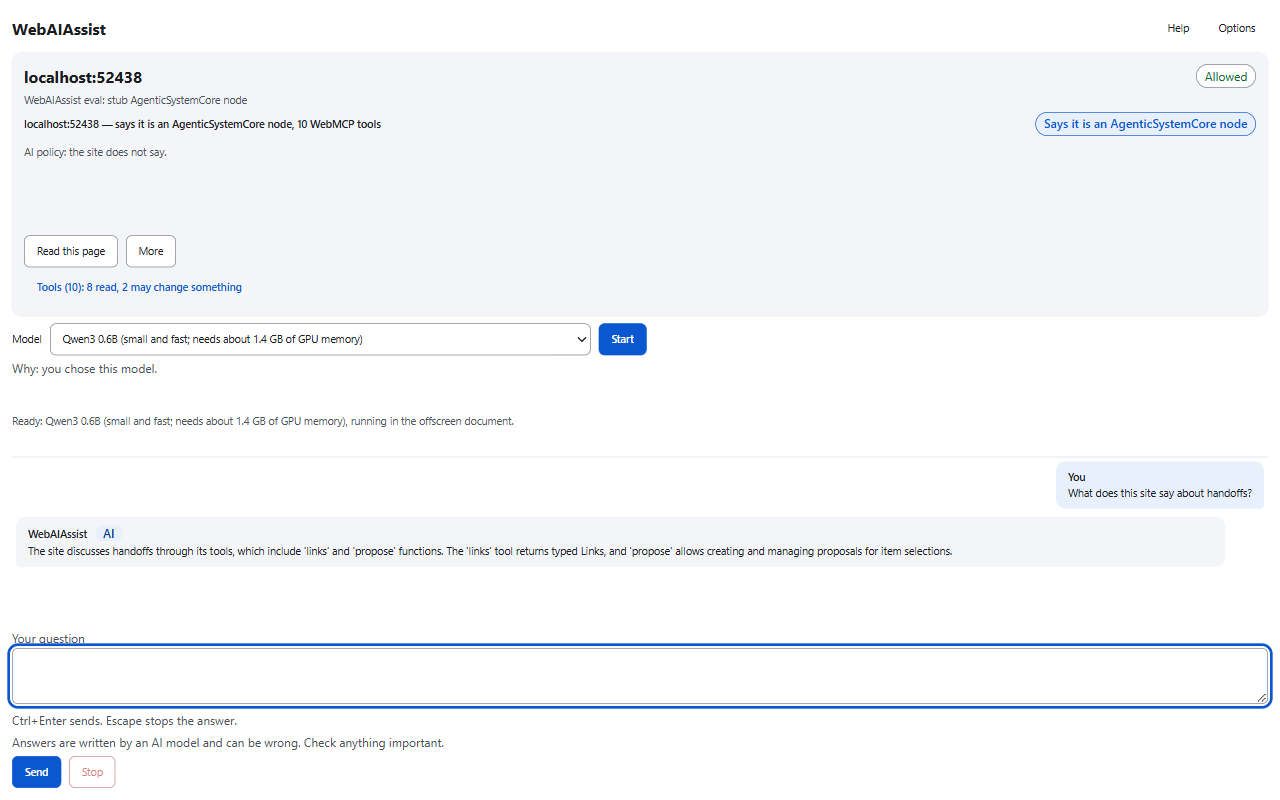 WebAIAssist
Help
Options
localhost:52438
Allowed
WebAIAssist eval: stub AgenticSystemCore node
localhost:52438 — says it is an AgenticSystemCore node, 10 WebMCP tools
Says it is an AgenticSystemCore node
AI policy: the site does not say.
Read this page
More
Tools (10): 8 read, 2 may change something
Model
Qwen3 0.6B (small and fast; needs about 1.4 GB of GPU memory)
Start
Why: you chose this model.
Ready: Qwen3 0.6B (small and fast; needs about 1.4 GB of GPU memory), running in the offscreen document.
You
What does this site say about handoffs?
WebAIAssist AI
The site discusses handoffs through its tools, which include 'links' and 'propose' functions. The 'links' tool returns typed Links, and 'propose' allows creating and managing proposals for item selections.
Your question
Ctrl+Enter sends. Escape stops the answer.
Answers are written by an AI model and can be wrong. Check anything important.
Send
Stop